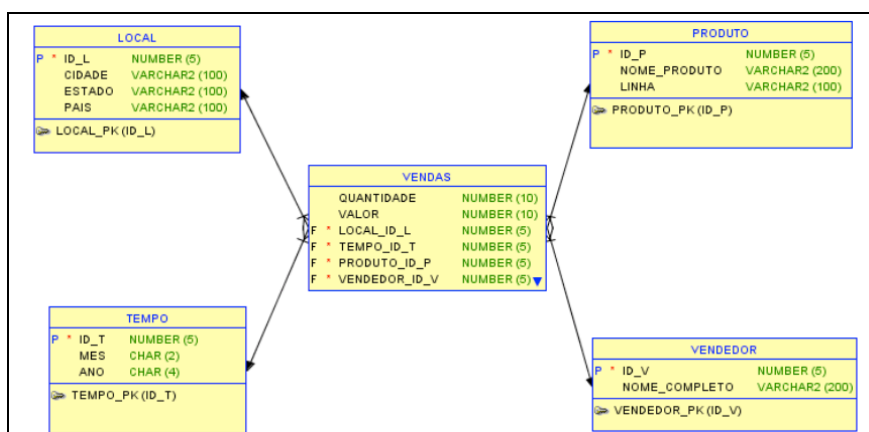 LOCAL
P * ID_L NUMBER (5)
CIDADE VARCHAR2 (100)
ESTADO VARCHAR2 (100)
PAIS VARCHAR2 (100)
LOCAL_PK (ID_L)
PRODUTO
P * ID_P NUMBER (5)
NOME_PRODUTO VARCHAR2 (200)
LINHA VARCHAR2 (100)
PRODUTO_PK (ID_P)
VENDAS
QUANTIDADE NUMBER (10)
VALOR NUMBER (10)
F * LOCAL_ID_L NUMBER (5)
F * TEMPO_ID_T NUMBER (5)
F * PRODUTO_ID_P NUMBER (5)
F * VENDEDOR_ID_V NUMBER (5)
TEMPO
P * ID_T NUMBER (5)
MES CHAR (2)
ANO CHAR (4)
TEMPO_PK (ID_T)
VENDEDOR
P * ID_V NUMBER (5)
NOME_COMPLETO VARCHAR2 (200)
VENDEDOR_PK (ID_V)